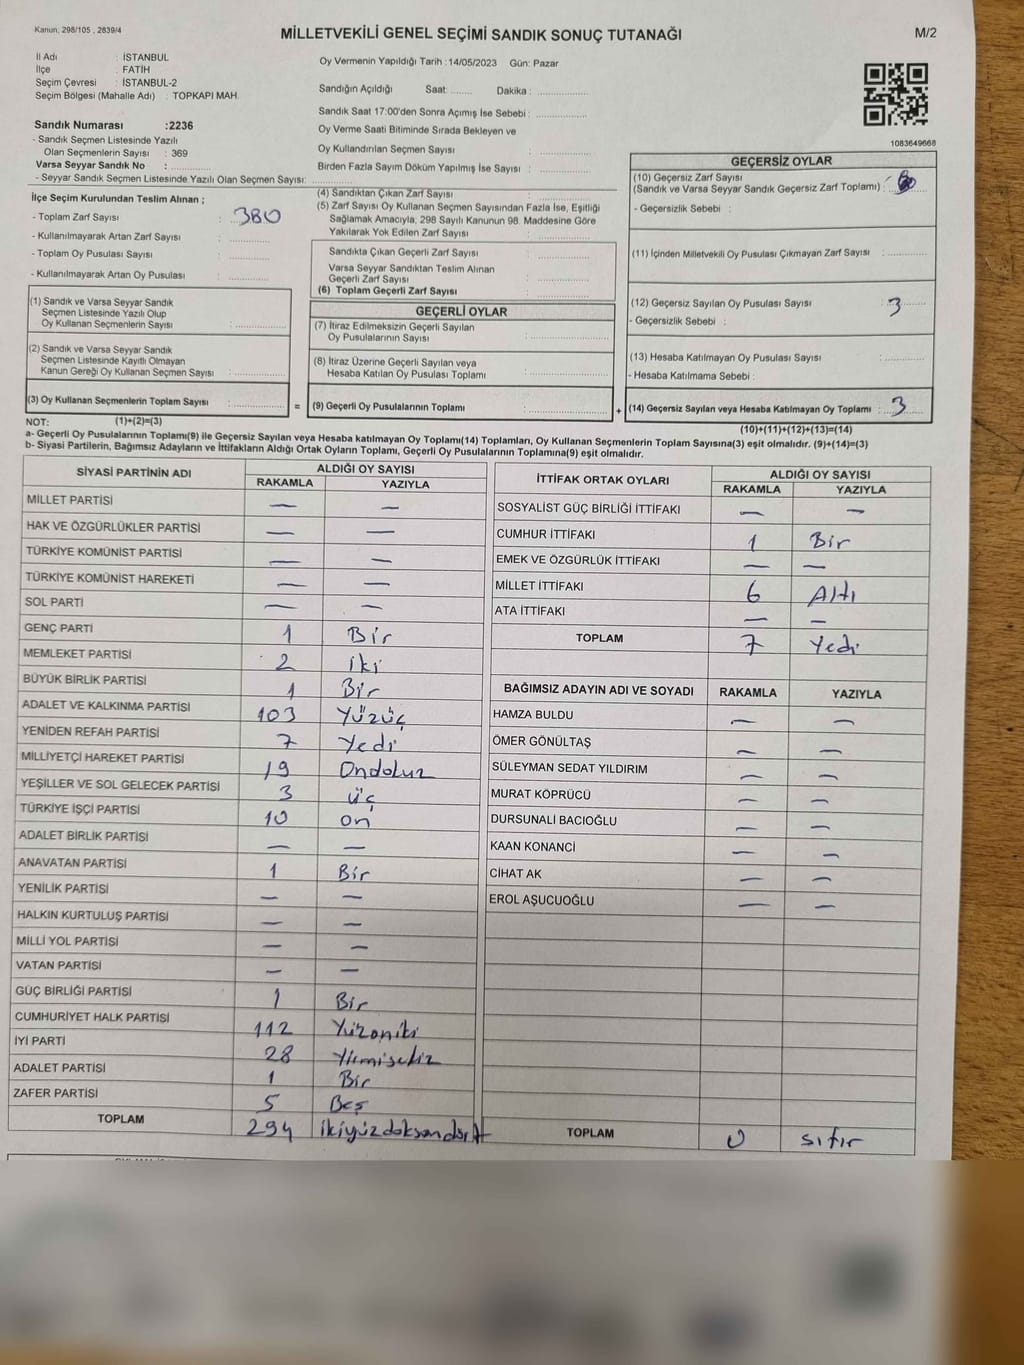 Kanun, 298/105 , 2839/4
MİLLETVEKİLİ GENEL SEÇİMİ SANDIK SONUÇ TUTANAĞI
M/2
İl Adı : İSTANBUL
İlçe : FATİH
Seçim Çevresi : İSTANBUL-2
Seçim Bölgesi (Mahalle Adı) : TOPKAPI MAH.
Sandık Numarası :2236
- Sandık Seçmen Listesinde Yazılı
Olan Seçmenlerin Sayısı : 369
Varsa Seyyar Sandık No :
- Seyyar Sandık Seçmen Listesinde Yazılı Olan Seçmen Sayısı:
İlçe Seçim Kurulundan Teslim Alınan ;
- Toplam Zarf Sayısı : 380
- Kullanılmayarak Artan Zarf Sayısı :
- Toplam Oy Pusulası Sayısı :
- Kullanılmayarak Artan Oy Pusulası :
(1) Sandık ve Varsa Seyyar Sandık
Seçmen Listesinde Yazılı Olup
Oy Kullanan Seçmenlerin Sayısı :
(2) Sandık ve Varsa Seyyar Sandık
Seçmen Listesinde Kayıtlı Olmayan
Kanun Gereği Oy Kullanan Seçmen Sayısı :
(3) Oy Kullanan Seçmenlerin Toplam Sayısı :
Oy Vermenin Yapıldığı Tarih : 14/05/2023 Gün: Pazar
Sandığın Açıldığı Saat: Dakika :
Sandık Saat 17:00'den Sonra Açımış İse Sebebi :
Oy Verme Saati Bitiminde Sırada Bekleyen ve
Oy Kullandırılan Seçmen Sayısı :
Birden Fazla Sayım Döküm Yapılmış İse Sayısı :
(4) Sandıktan Çıkan Zarf Sayısı :
(5) Zarf Sayısı Oy Kullanan Seçmen Sayısından Fazla İse, Eşitliği
Sağlamak Amacıyla; 298 Sayılı Kanunun 98. Maddesine Göre
Yakılarak Yok Edilen Zarf Sayısı :
Sandıkta Çıkan Geçerli Zarf Sayısı :
Varsa Seyyar Sandıktan Teslim Alınan
Geçerli Zarf Sayısı :
(6) Toplam Geçerli Zarf Sayısı :
GEÇERLİ OYLAR
(7) İtiraz Edilmeksizin Geçerli Sayılan
Oy Pusulalarının Sayısı :
(8) İtiraz Üzerine Geçerli Sayılan veya
Hesaba Katılan Oy Pusulası Toplamı :
= (9) Geçerli Oy Pusulalarının Toplamı :
1083649668
GEÇERSİZ OYLAR
(10) Geçersiz Zarf Sayısı
(Sandık ve Varsa Seyyar Sandık Geçersiz Zarf Toplamı) :
- Geçersizlik Sebebi :
(11) İçinden Milletvekili Oy Pusulası Çıkmayan Zarf Sayısı :
(12) Geçersiz Sayılan Oy Pusulası Sayısı : 3
- Geçersizlik Sebebi :
(13) Hesaba Katılmayan Oy Pusulası Sayısı :
- Hesaba Katılmama Sebebi :
+ (14) Geçersiz Sayılan veya Hesaba Katılmayan Oy Toplamı : 3
NOT: (1)+(2)=(3) (10)+(11)+(12)+(13)=(14)
a- Geçerli Oy Pusulalarının Toplamı(9) ile Geçersiz Sayılan veya Hesaba katılmayan Oy Toplamı(14) Toplamları, Oy Kullanan Seçmenlerin Toplam Sayısına(3) eşit olmalıdır. (9)+(14)=(3)
b- Siyasi Partilerin, Bağımsız Adayların ve İttifakların Aldığı Ortak Oyların Toplamı, Geçerli Oy Pusulalarının Toplamına(9) eşit olmalıdır.
SİYASİ PARTİNİN ADI ALDIĞI OY SAYISI
RAKAMLA YAZIYLA
MİLLET PARTİSİ — —
HAK VE ÖZGÜRLÜKLER PARTİSİ — —
TÜRKİYE KOMÜNİST PARTİSİ — —
TÜRKİYE KOMÜNİST HAREKETİ — —
SOL PARTİ — —
GENÇ PARTİ 1 Bir
MEMLEKET PARTİSİ 2 iki
BÜYÜK BİRLİK PARTİSİ 1 Bir
ADALET VE KALKINMA PARTİSİ 103 Yüzüç
YENİDEN REFAH PARTİSİ 7 Yedi
MİLLİYETÇİ HAREKET PARTİSİ 19 Ondokuz
YEŞİLLER VE SOL GELECEK PARTİSİ 3 üç
TÜRKİYE İŞÇİ PARTİSİ 10 on
ADALET BİRLİK PARTİSİ — —
ANAVATAN PARTİSİ 1 Bir
YENİLİK PARTİSİ — —
HALKIN KURTULUŞ PARTİSİ — —
MİLLİ YOL PARTİSİ — —
VATAN PARTİSİ — —
GÜÇ BİRLİĞİ PARTİSİ 1 Bir
CUMHURİYET HALK PARTİSİ 112 Yüzoniki
İYİ PARTİ 28 Yirmisekiz
ADALET PARTİSİ 1 Bir
ZAFER PARTİSİ 5 Beş
TOPLAM 294 ikiyüzdoksandört
İTTİFAK ORTAK OYLARI ALDIĞI OY SAYISI
RAKAMLA YAZIYLA
SOSYALİST GÜÇ BİRLİĞİ İTTİFAKI — —
CUMHUR İTTİFAKI 1 Bir
EMEK VE ÖZGÜRLÜK İTTİFAKI — —
MİLLET İTTİFAKI 6 Altı
ATA İTTİFAKI — —
TOPLAM 7 Yedi
BAĞIMSIZ ADAYIN ADI VE SOYADI RAKAMLA YAZIYLA
HAMZA BULDU — —
ÖMER GÖNÜLTAŞ — —
SÜLEYMAN SEDAT YILDIRIM — —
MURAT KÖPRÜCÜ — —
DURSUNALİ BACIOĞLU — —
KAAN KONANCİ — —
CİHAT AK — —
EROL AŞUCUOĞLU — —
TOPLAM 0 sıfır